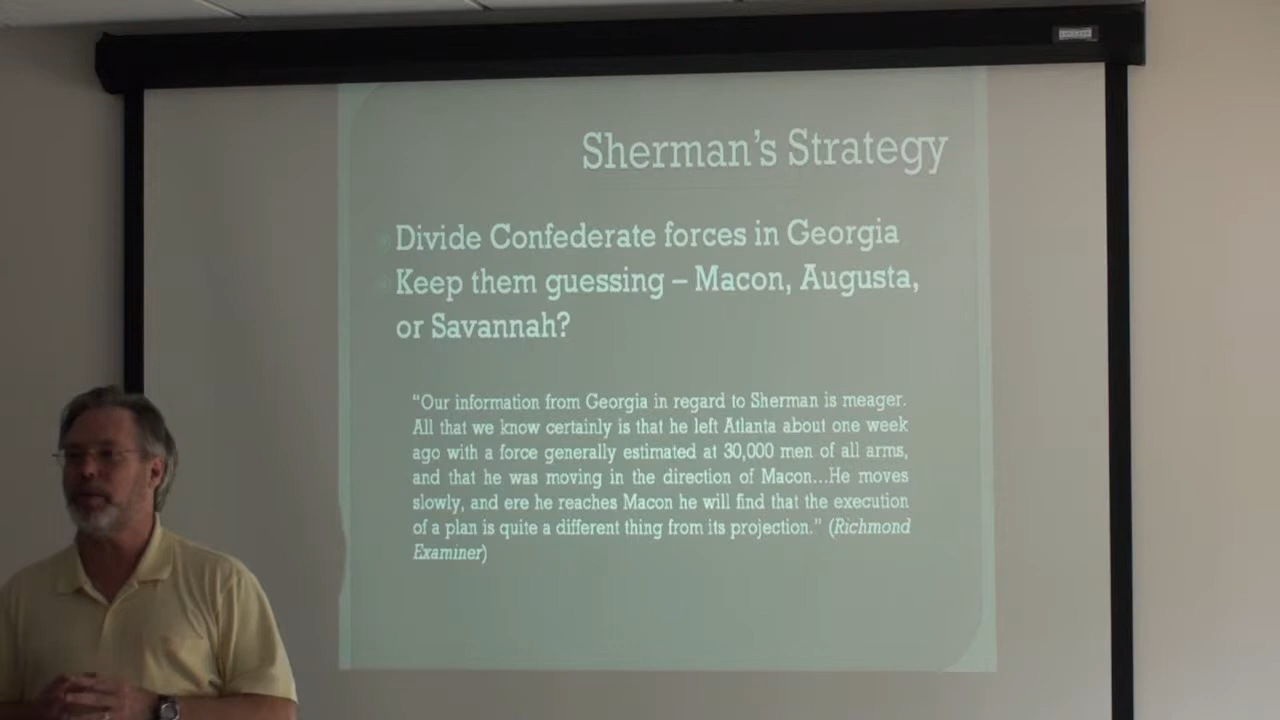 Sherman's Strategy
Divide Confederate forces in Georgia
Keep them guessing – Macon, Augusta,
or Savannah?
“Our information from Georgia in regard to Sherman is meager.
All that we know certainly is that he left Atlanta about one week
ago with a force generally estimated at 30,000 men of all arms,
and that he was moving in the direction of Macon...He moves
slowly, and ere he reaches Macon he will find that the execution
of a plan is quite a different thing from its projection.” (Richmond
Examiner)